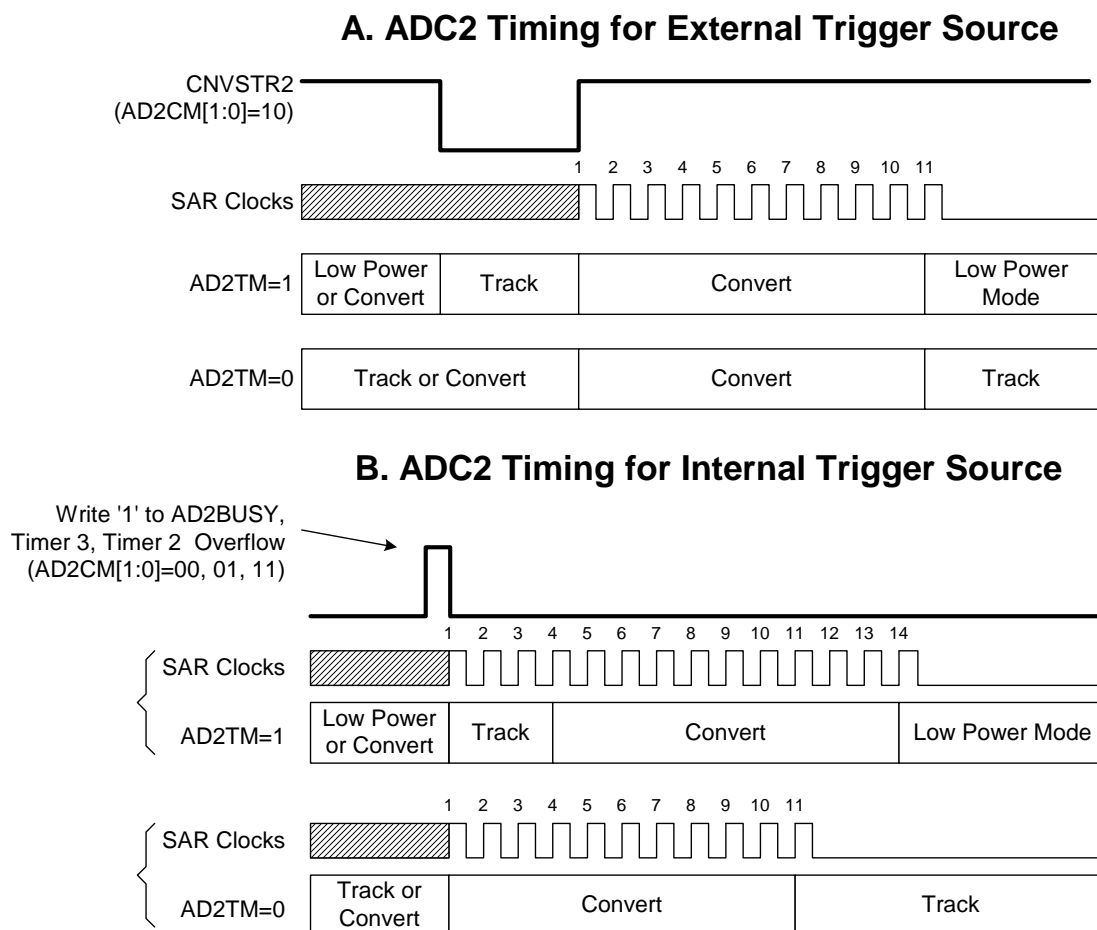 A. ADC2 Timing for External Trigger Source
CNVSTR2
(AD2CM[1:0]=10)
1 2 3 4 5 6 7 8 9 10 11
SAR Clocks
AD2TM=1
Low Power
or Convert
Track
Convert
Low Power
Mode
AD2TM=0
Track or Convert
Convert
Track
B. ADC2 Timing for Internal Trigger Source
Write '1' to AD2BUSY,
Timer 3, Timer 2 Overflow
(AD2CM[1:0]=00, 01, 11)
1 2 3 4 5 6 7 8 9 10 11 12 13 14
SAR Clocks
AD2TM=1
Low Power
or Convert
Track
Convert
Low Power Mode
1 2 3 4 5 6 7 8 9 10 11
SAR Clocks
AD2TM=0
Track or
Convert
Convert
Track